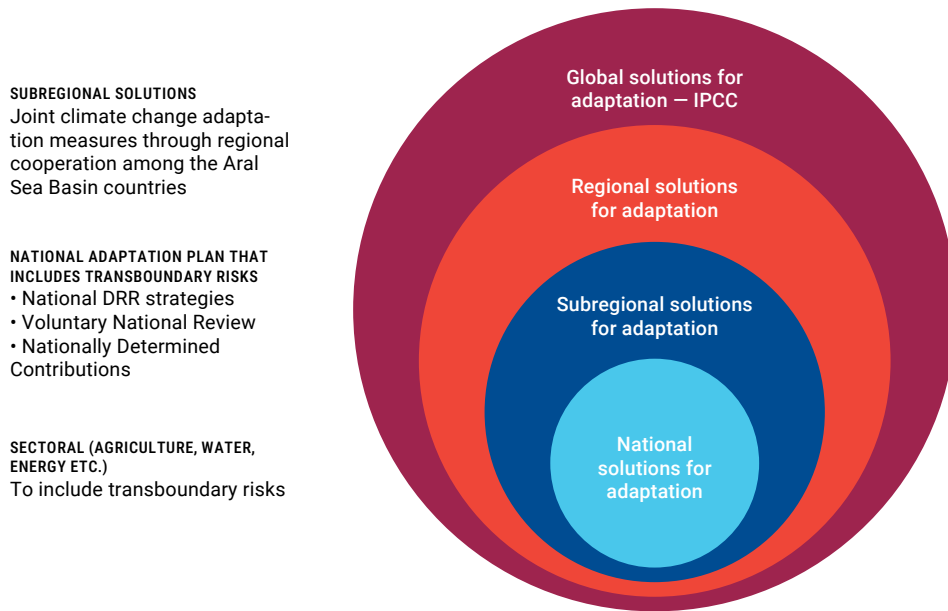 SUBREGIONAL SOLUTIONS
Joint climate change adapta-
tion measures through regional
cooperation among the Aral
Sea Basin countries
NATIONAL ADAPTATION PLAN THAT
INCLUDES TRANSBOUNDARY RISKS
• National DRR strategies
• Voluntary National Review
• Nationally Determined
Contributions
SECTORAL (AGRICULTURE, WATER,
ENERGY ETC.)
To include transboundary risks
Global solutions for
adaptation — IPCC
Regional solutions
for adaptation
Subregional solutions
for adaptation
National
solutions for
adaptation